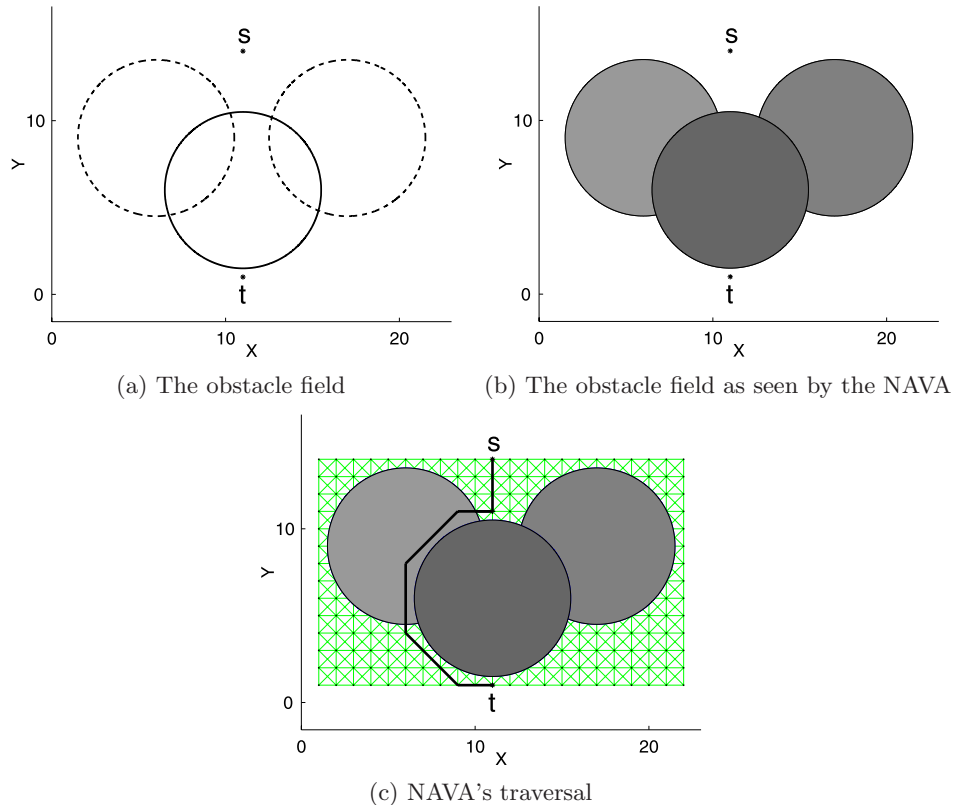 s
10
Y
0
t
0
10
20
X
(a) The obstacle field
s
10
Y
0
t
0
10
20
X
(b) The obstacle field as seen by the NAVA
s
10
Y
0
t
0
10
20
X
(c) NAVA's traversal